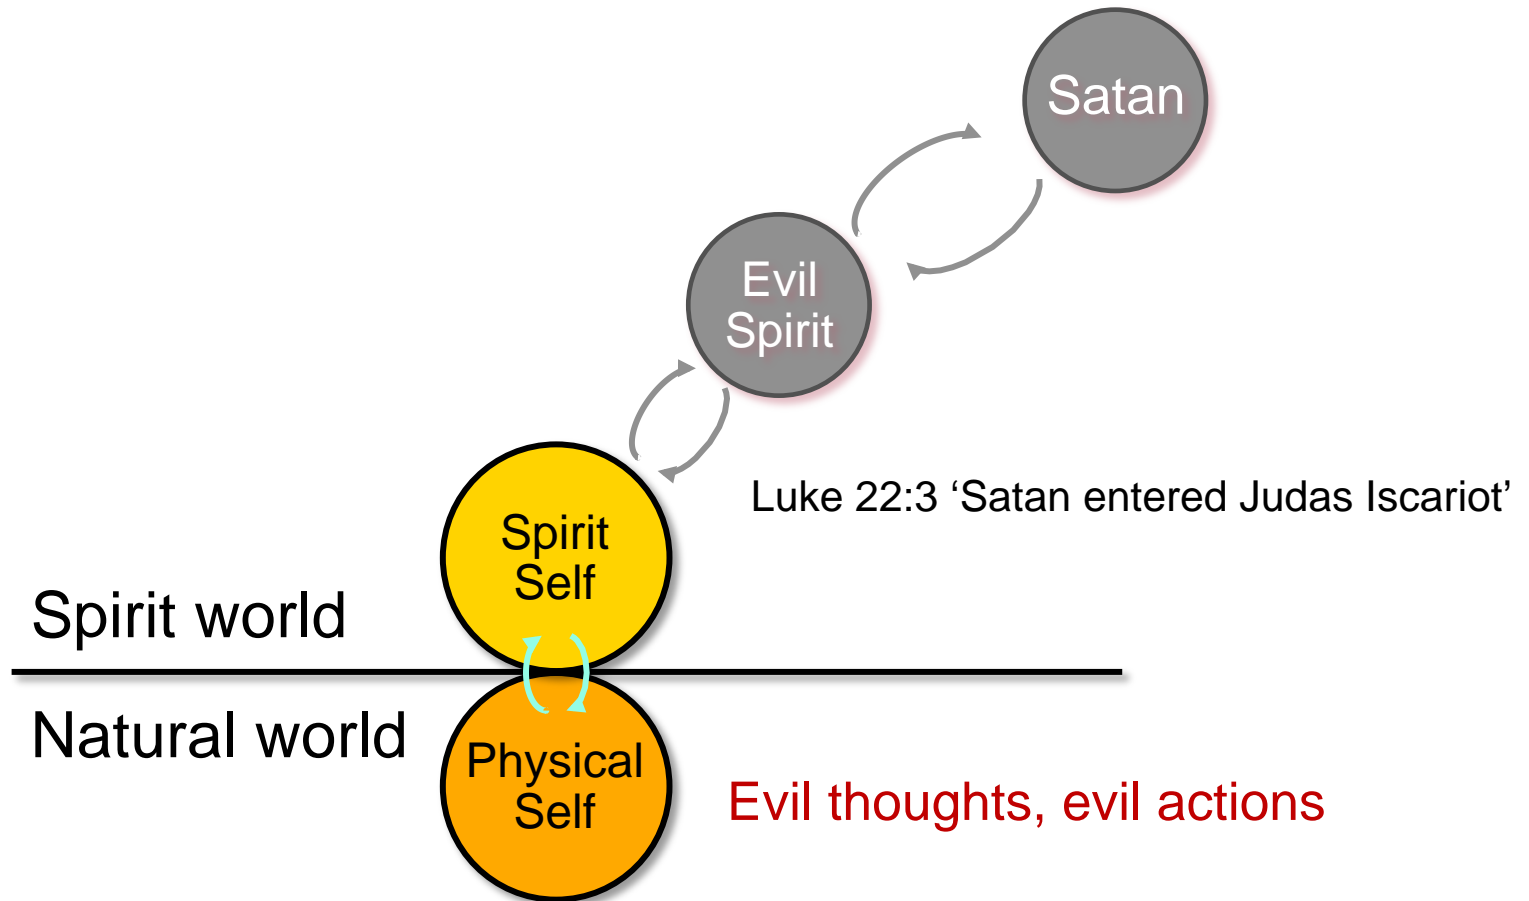 Satan
Evil
Spirit
Luke 22:3 ‘Satan entered Judas Iscariot’
Spirit
Self
Spirit world
Natural world
Physical
Self
Evil thoughts, evil actions